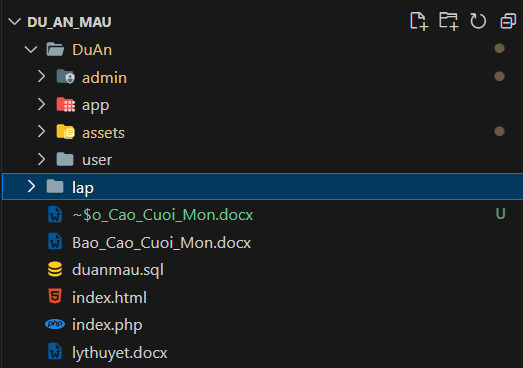 DU_AN_MAU
DuAn
admin
app
assets
user
lap
~$o_Cao_Cuoi_Mon.docx U
Bao_Cao_Cuoi_Mon.docx
duanmau.sql
index.html
index.php
lythuyet.docx